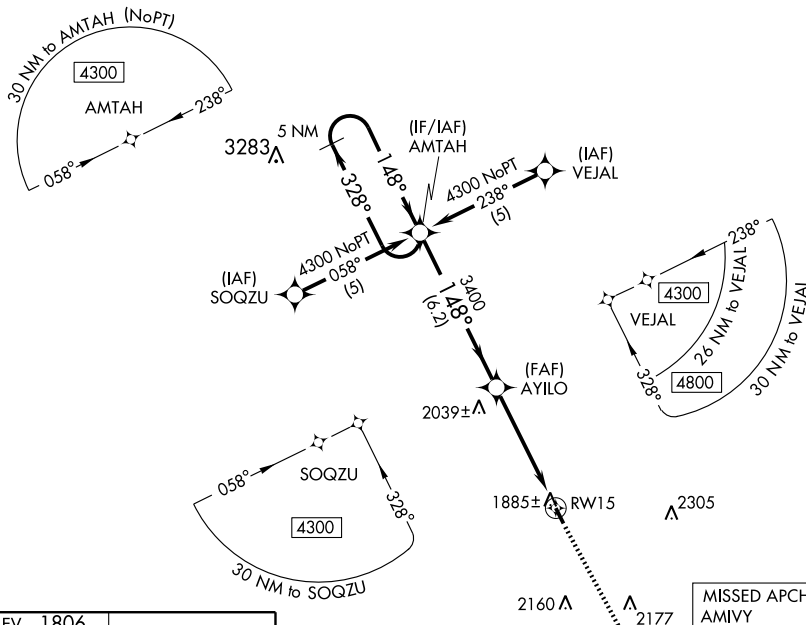 30 NM to AMTAH (NoPT)
4300
AMTAH
238°
058°
3283
5 NM
(IF/IAF)
AMTAH
(IAF)
VEJAL
148°
328°
4300 NoPT
238°
(5)
4300 NoPT
058°
(5)
(IAF)
SOQZU
3400
148°
(6.2)
238°
4300
VEJAL
26 NM to VEJAL
30 NM to VEJAL
4800
328°
(FAF)
AYILO
2039±
SOQZU
058°
328°
4300
30 NM to SOQZU
1885±
RW15
2305
2160
2177
MISSED APCH
AMIVY
EV 1806